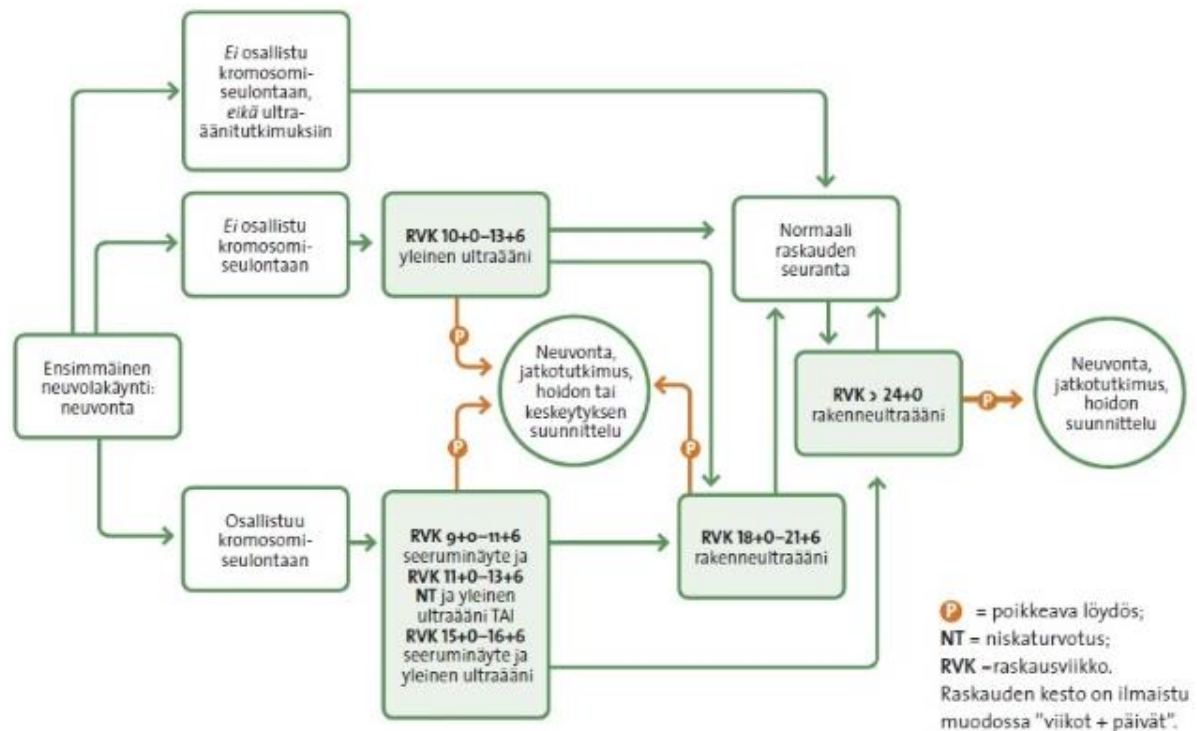 Ei osallistu
kromosomi-
seulontaan,
eikä ultra-
äänitutkimuksiin
Ei osallistu
kromosomi-
seulontaan
RVK 10+0–13+6
yleinen ultraääni
Normaali
raskauden
seuranta
Ensimmäinen
neuvolakäynti:
neuvonta
P
Neuvonta,
jatkotutkimus,
hoidon tai
keskeytyksen
suunnittelu
RVK > 24+0
rakenneultraääni
P
Neuvonta,
jatkotutkimus,
hoidon
suunnittelu
P
P
Osallistuu
kromosomi-
seulontaan
RVK 9+0–11+6
seeruminäyte ja
RVK 11+0–13+6
NT ja yleinen
ultraääni TAI
RVK 15+0–16+6
seeruminäyte ja
yleinen ultraääni
RVK 18+0–21+6
rakenneultraääni
P = poikkeava löydös;
NT = niskaturvotus;
RVK =raskausviikko.
Raskauden kesto on ilmaistu
muodossa "viikot + päivät".